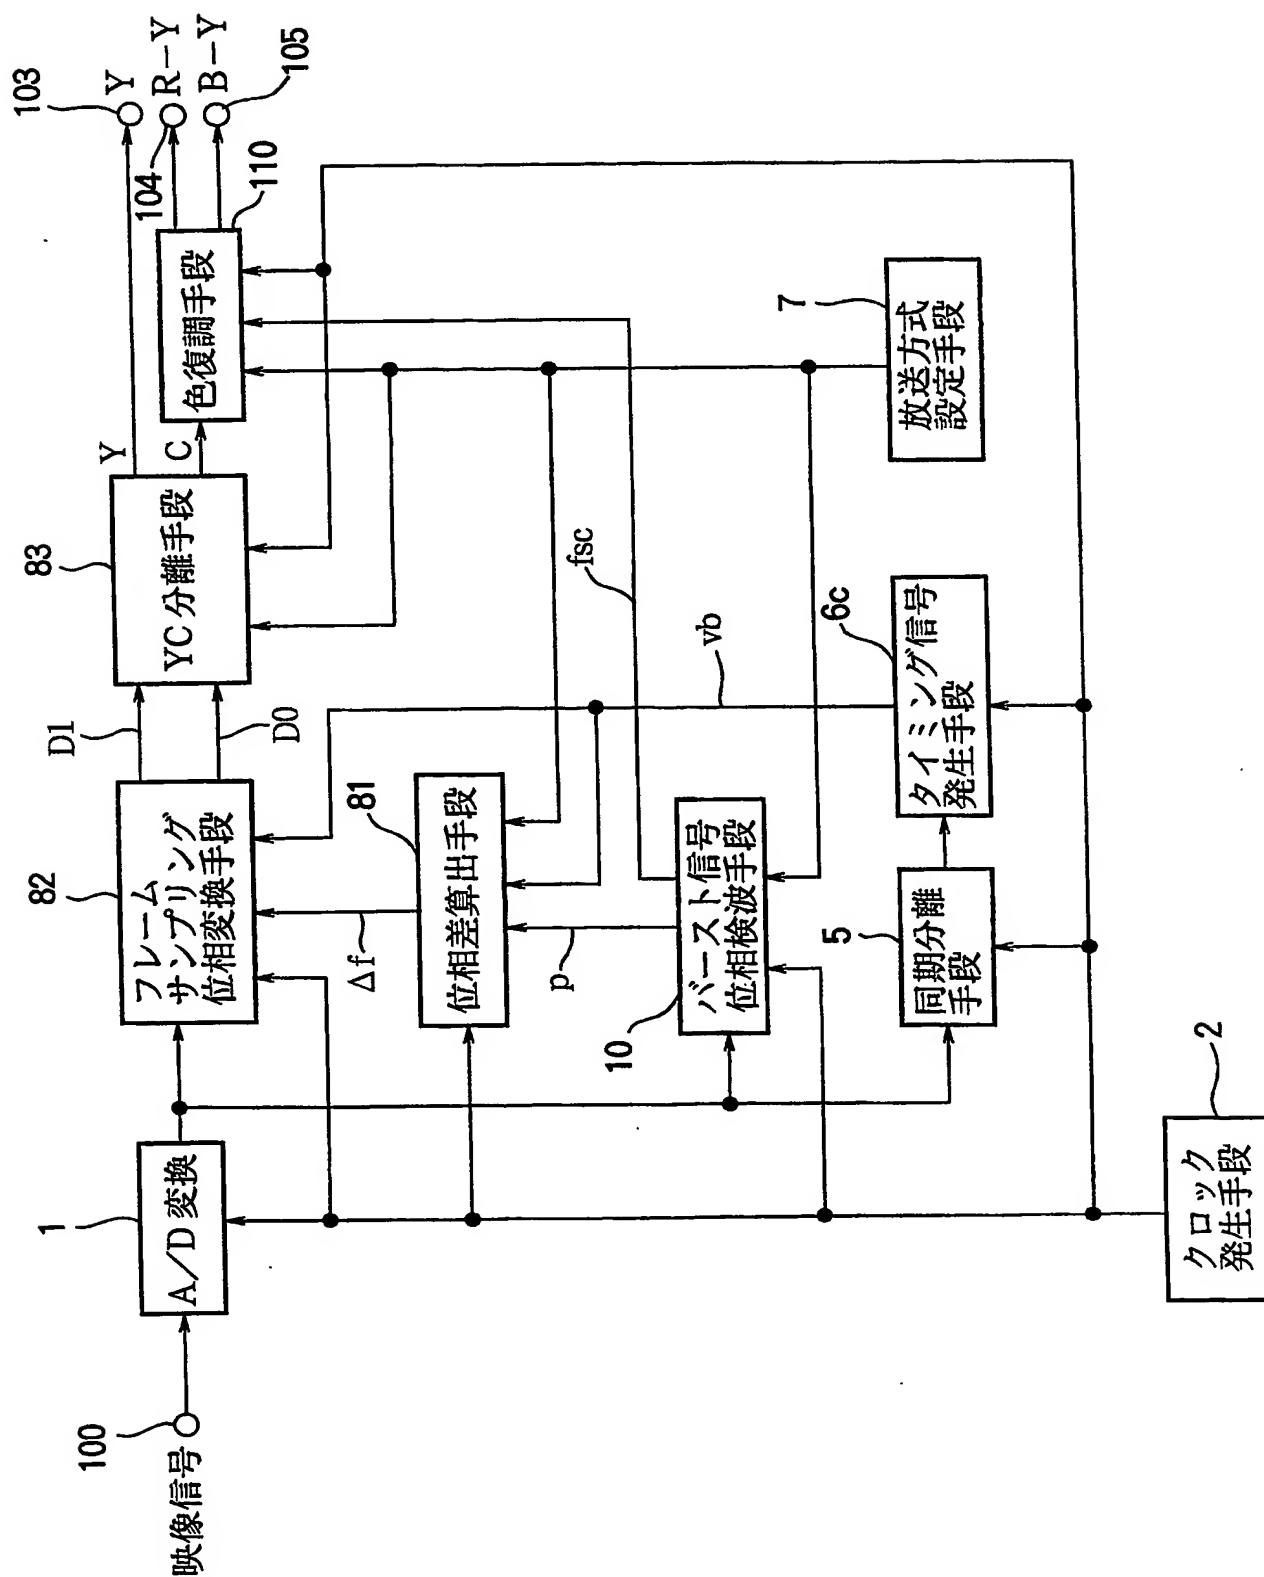 映像信号
100
1
A/D 変換
82
フレーム
サンプリング
位相変換手段
D1
D0
83
YC 分離手段
Y
C
色復調手段
110
103
Y
104
R−Y
B−Y
105
Δf
81
位相差算出手段
p
fsc
10
バースト信号
位相検波手段
vb
5
同期分離
手段
6c
タイミング信号
発生手段
7
放送方式
設定手段
2
クロック
発生手段